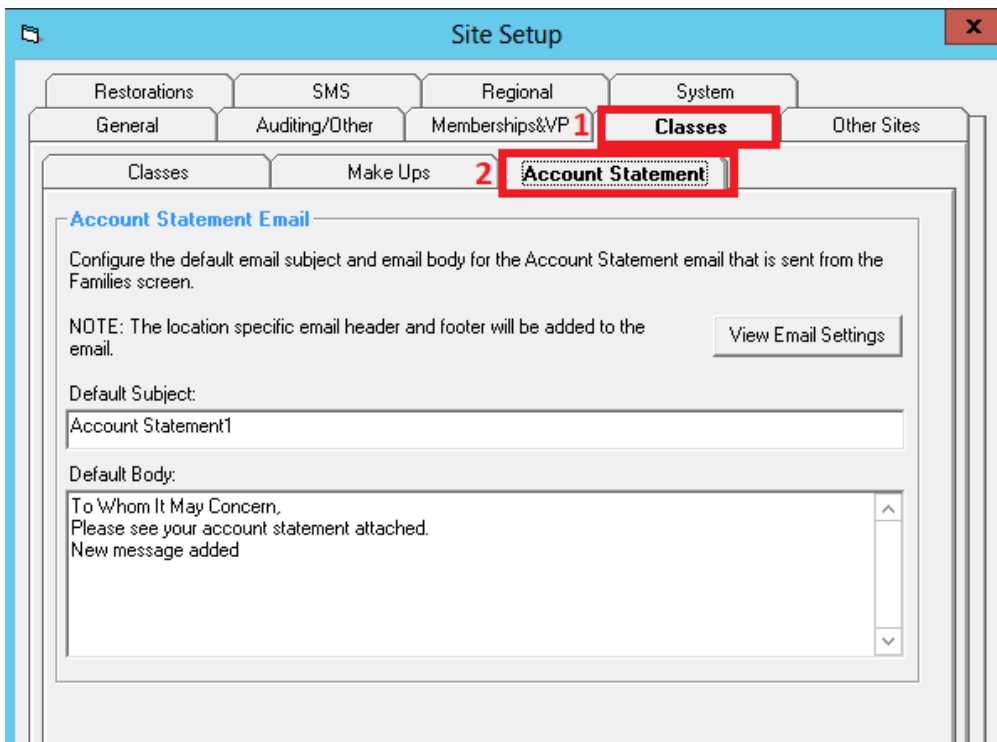 Site Setup
x
Restorations SMS Regional System
General Auditing/Other Memberships&VP 1 Classes Other Sites
Classes Make Ups 2 Account Statement
Account Statement Email
Configure the default email subject and email body for the Account Statement email that is sent from the
Families screen.
NOTE: The location specific email header and footer will be added to the
email.
View Email Settings
Default Subject:
Account Statement1
Default Body:
To Whom It May Concern,
Please see your account statement attached.
New message added